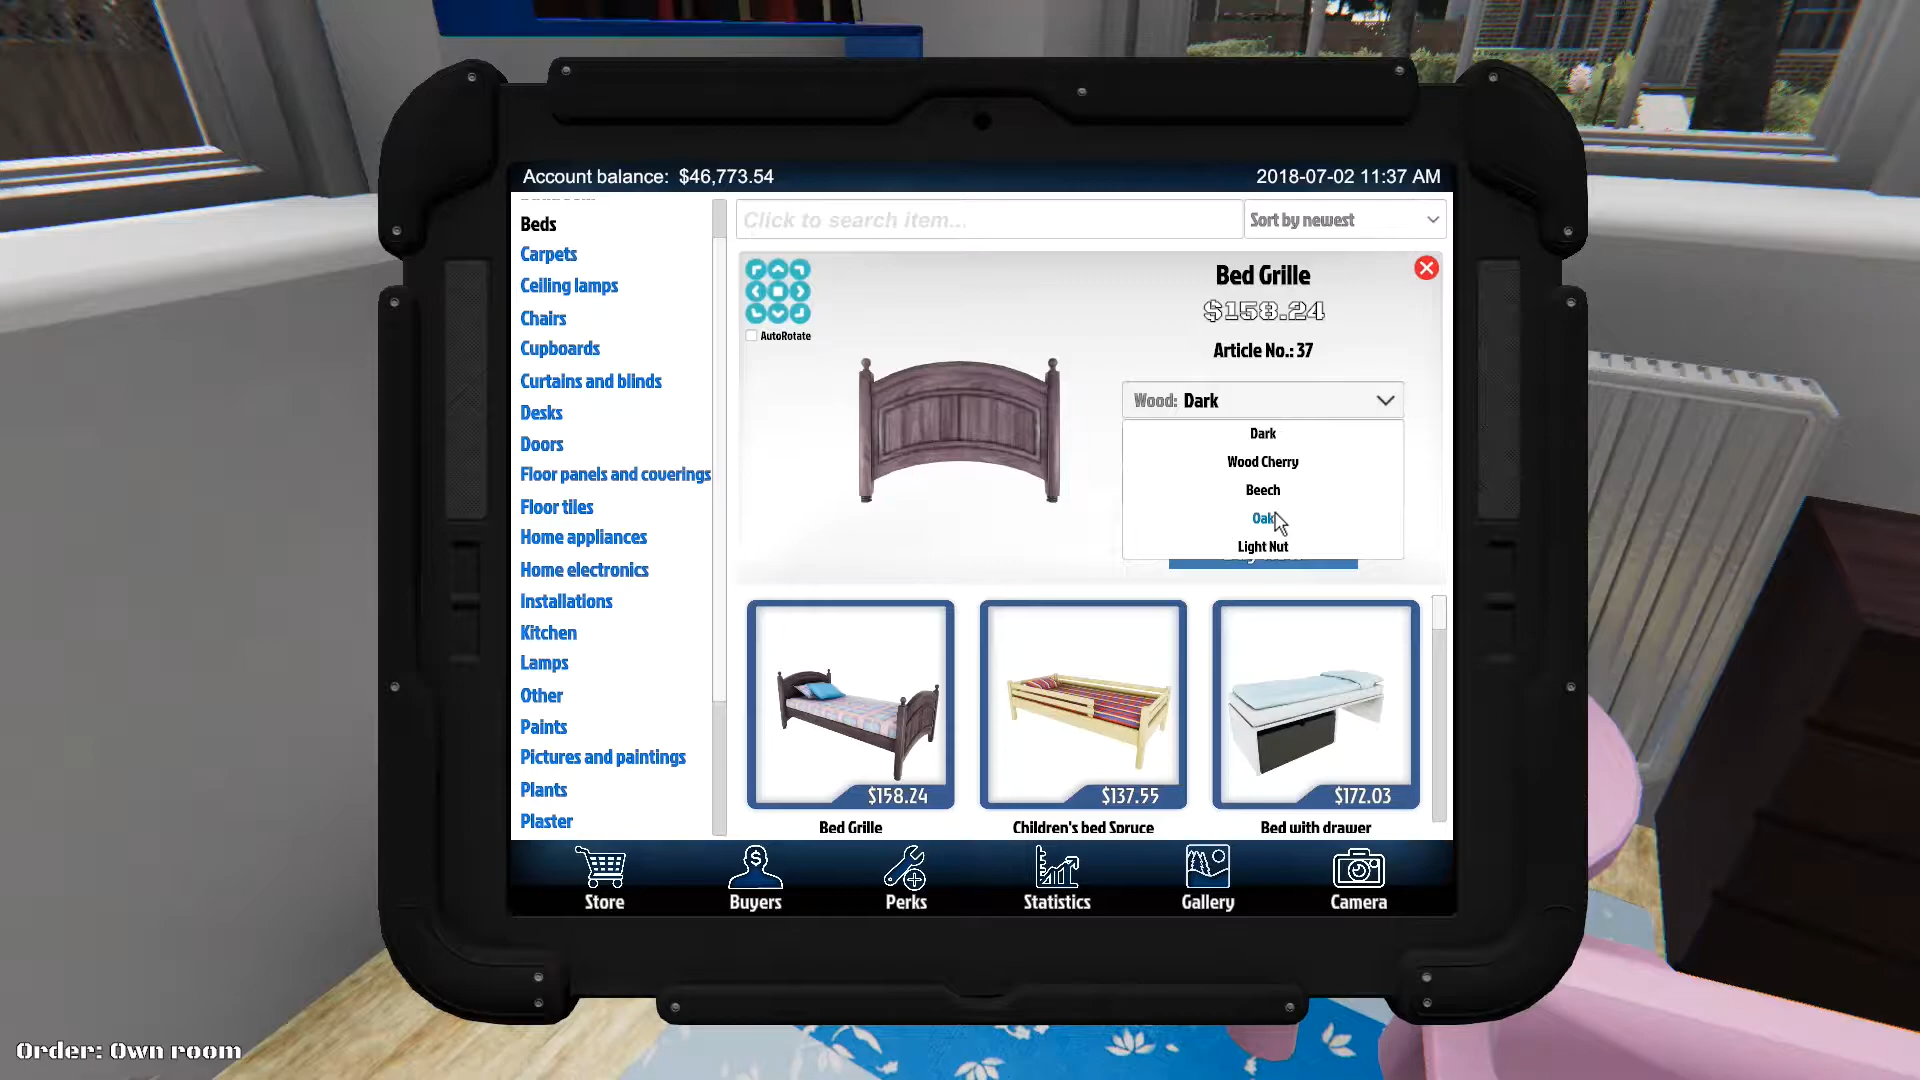 Account balance: $46,773.54
2018-07-02 11:37 AM
Beds
Carpets
Ceiling lamps
Chairs
Cupboards
Curtains and blinds
Desks
Doors
Floor panels and coverings
Floor tiles
Home appliances
Home electronics
Installations
Kitchen
Lamps
Other
Paints
Pictures and paintings
Plants
Plaster
Click to search item...
Sort by newest
AutoRotate
Bed Grille
$158.24
Article No.: 37
Wood: Dark
Dark
Wood Cherry
Beech
Oak
Light Nut
$158.24
$137.55
$172.03
Bed Grille
Children's bed Spruce
Bed with drawer
Store
Buyers
Perks
Statistics
Gallery
Camera
Order: Own room